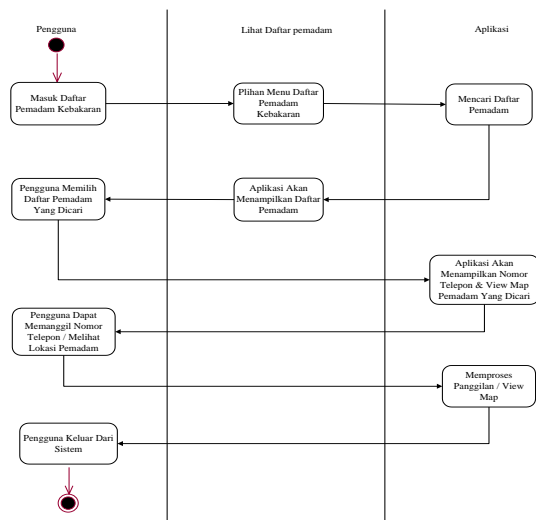 Pengguna
Lihat Daftar pemadam
Aplikasi
Masuk Daftar
Pemadam Kebakaran
Plihan Menu Daftar
Pemadam
Kebakaran
Mencari Daftar
Pemadam
Pengguna Memilih
Daftar Pemadam
Yang Dicari
Aplikasi Akan
Menampilkan Daftar
Pemadam
Aplikasi Akan
Menampilkan Nomor
Telepon & View Map
Pemadam Yang Dicari
Pengguna Dapat
Memanggil Nomor
Telepon / Melihat
Lokasi Pemadam
Memproses
Panggilan / View
Map
Pengguna Keluar Dari
Sistem